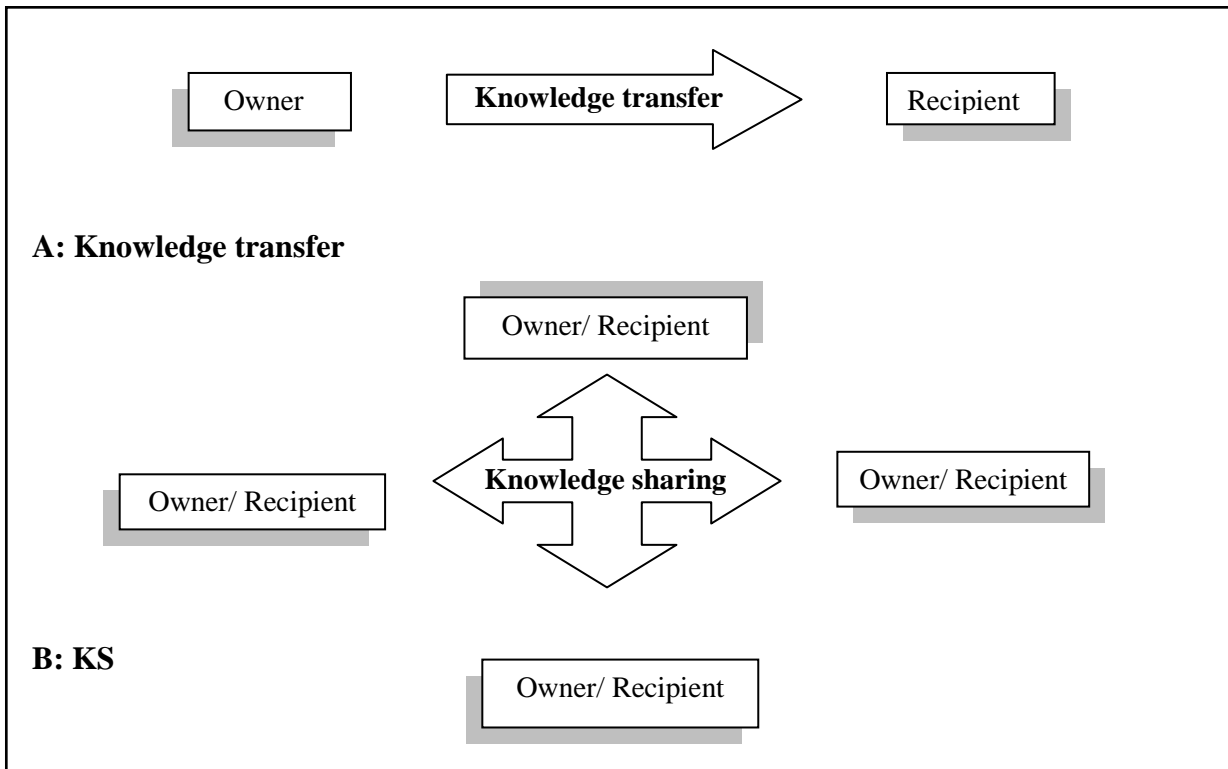 Owner
Knowledge transfer
Recipient
A: Knowledge transfer
Owner/ Recipient
Owner/ Recipient
Knowledge sharing
Owner/ Recipient
B: KS
Owner/ Recipient